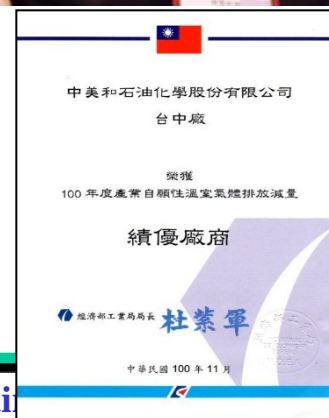 中美和石油化學股份有限公司
台中廠
榮獲
100 年度產業自願性溫室氣體排放減量
績優廠商
經濟部工業局局長 杜紫軍
中華民國 100 年 11 月